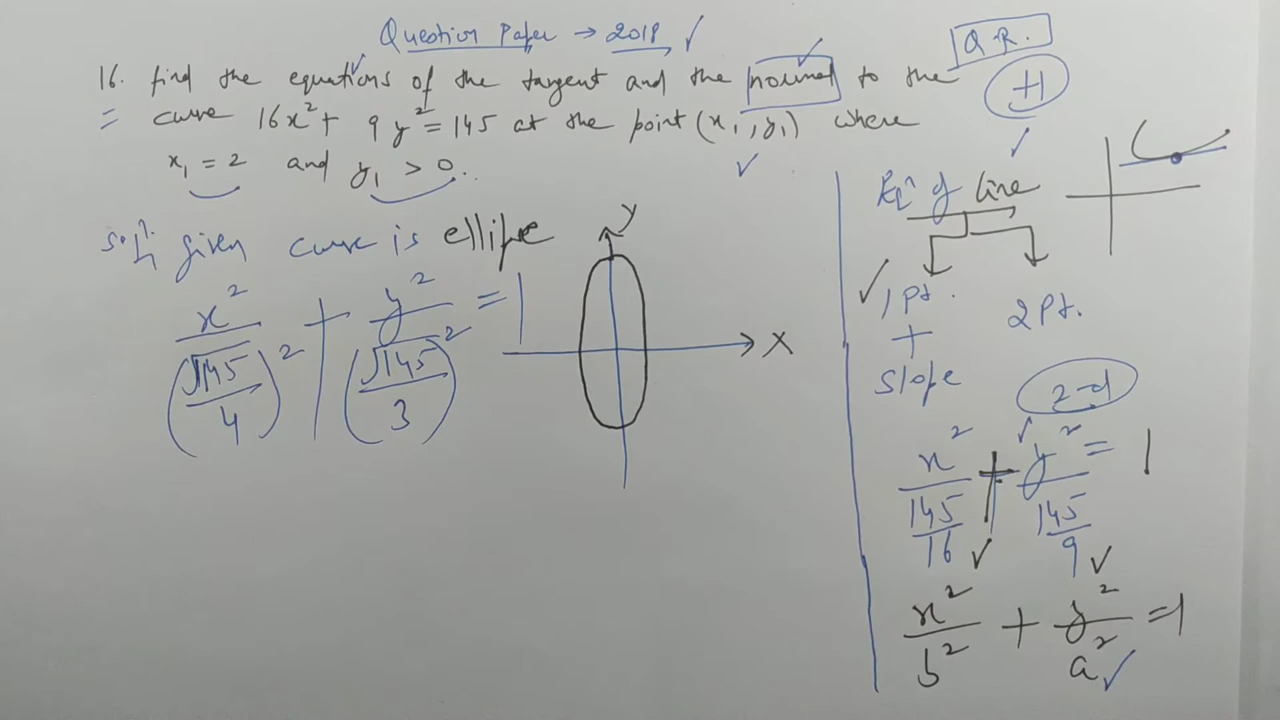 Question Paper → 2018 ✓
Q.R.
16. find the equations of the tangent and the normal to the
H
= curve 16x² + 9y² = 145 at the point (x₁, y₁) where
x₁ = 2 and y₁ > 0.
Solⁿ: given curve is ellipse
x²/(√145/4)² + y²/(√145/3)² = 1
Y
X
Eqⁿ of line
1 pt. + slope
2 pt.
2-d
x²/(145/16) + y²/(145/9) = 1
x²/b² + y²/a² = 1